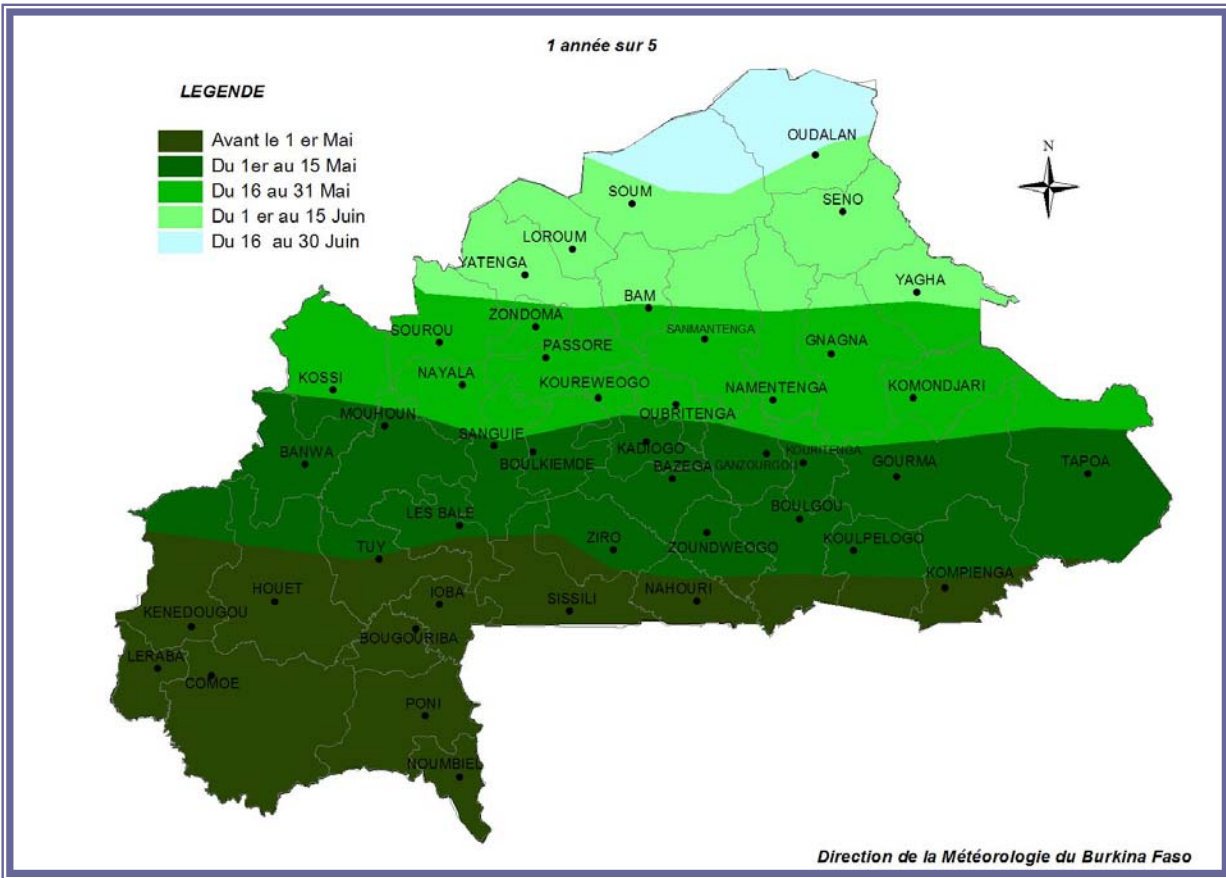 1 année sur 5
LEGENDE
Avant le 1 er Mai
Du 1er au 15 Mai
Du 16 au 31 Mai
Du 1 er au 15 Juin
Du 16 au 30 Juin
N
OUDALAN
SOUM
SENO
LOROUM
YATENGA
YAGHA
BAM
ZONDOMA
SOUROU
SANMANTENGA
PASSORE
GNAGNA
KOSSI
NAYALA
KOUREWEOGO
NAMENTENGA
KOMONDJARI
MOUHOUN
OUBRITENGA
SANGUIE
BANWA
BOULKIEMDE
KADIOGO
BAZEGA
GANZOURGOU
KOURITENGA
GOURMA
TAPOA
LES BALE
BOULGOU
TUY
ZIRO
ZOUNDWEOGO
KOULPELOGO
HOUET
IOBA
SISSILI
NAHOURI
KOMPIENGA
KENEDOUGOU
BOUGOURIBA
LERABA
COMOE
PONI
NOUMBIEL
Direction de la Météorologie du Burkina Faso